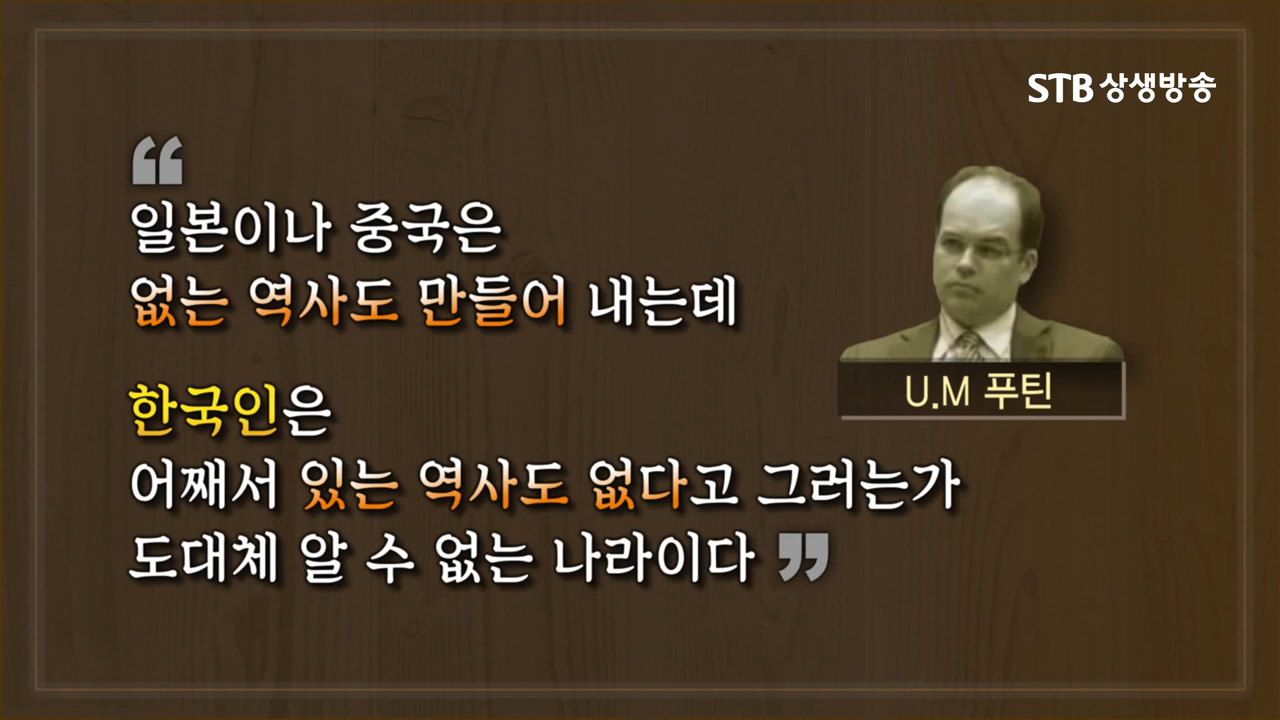 STB 상생방송
“
일본이나 중국은
없는 역사도 만들어 내는데
한국인은
어째서 있는 역사도 없다고 그러는가
도대체 알 수 없는 나라이다 ”
U.M 푸틴